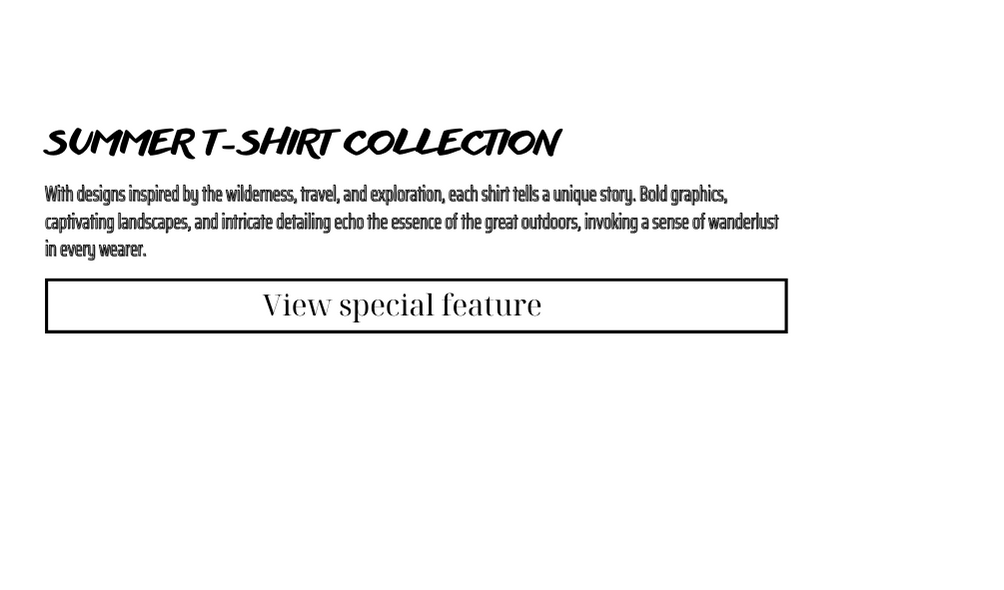 SUMMER T-SHIRT COLLECTION
With designs inspired by the wilderness, travel, and exploration, each shirt tells a unique story. Bold graphics,
captivating landscapes, and intricate detailing echo the essence of the great outdoors, invoking a sense of wanderlust
in every wearer.
View special feature